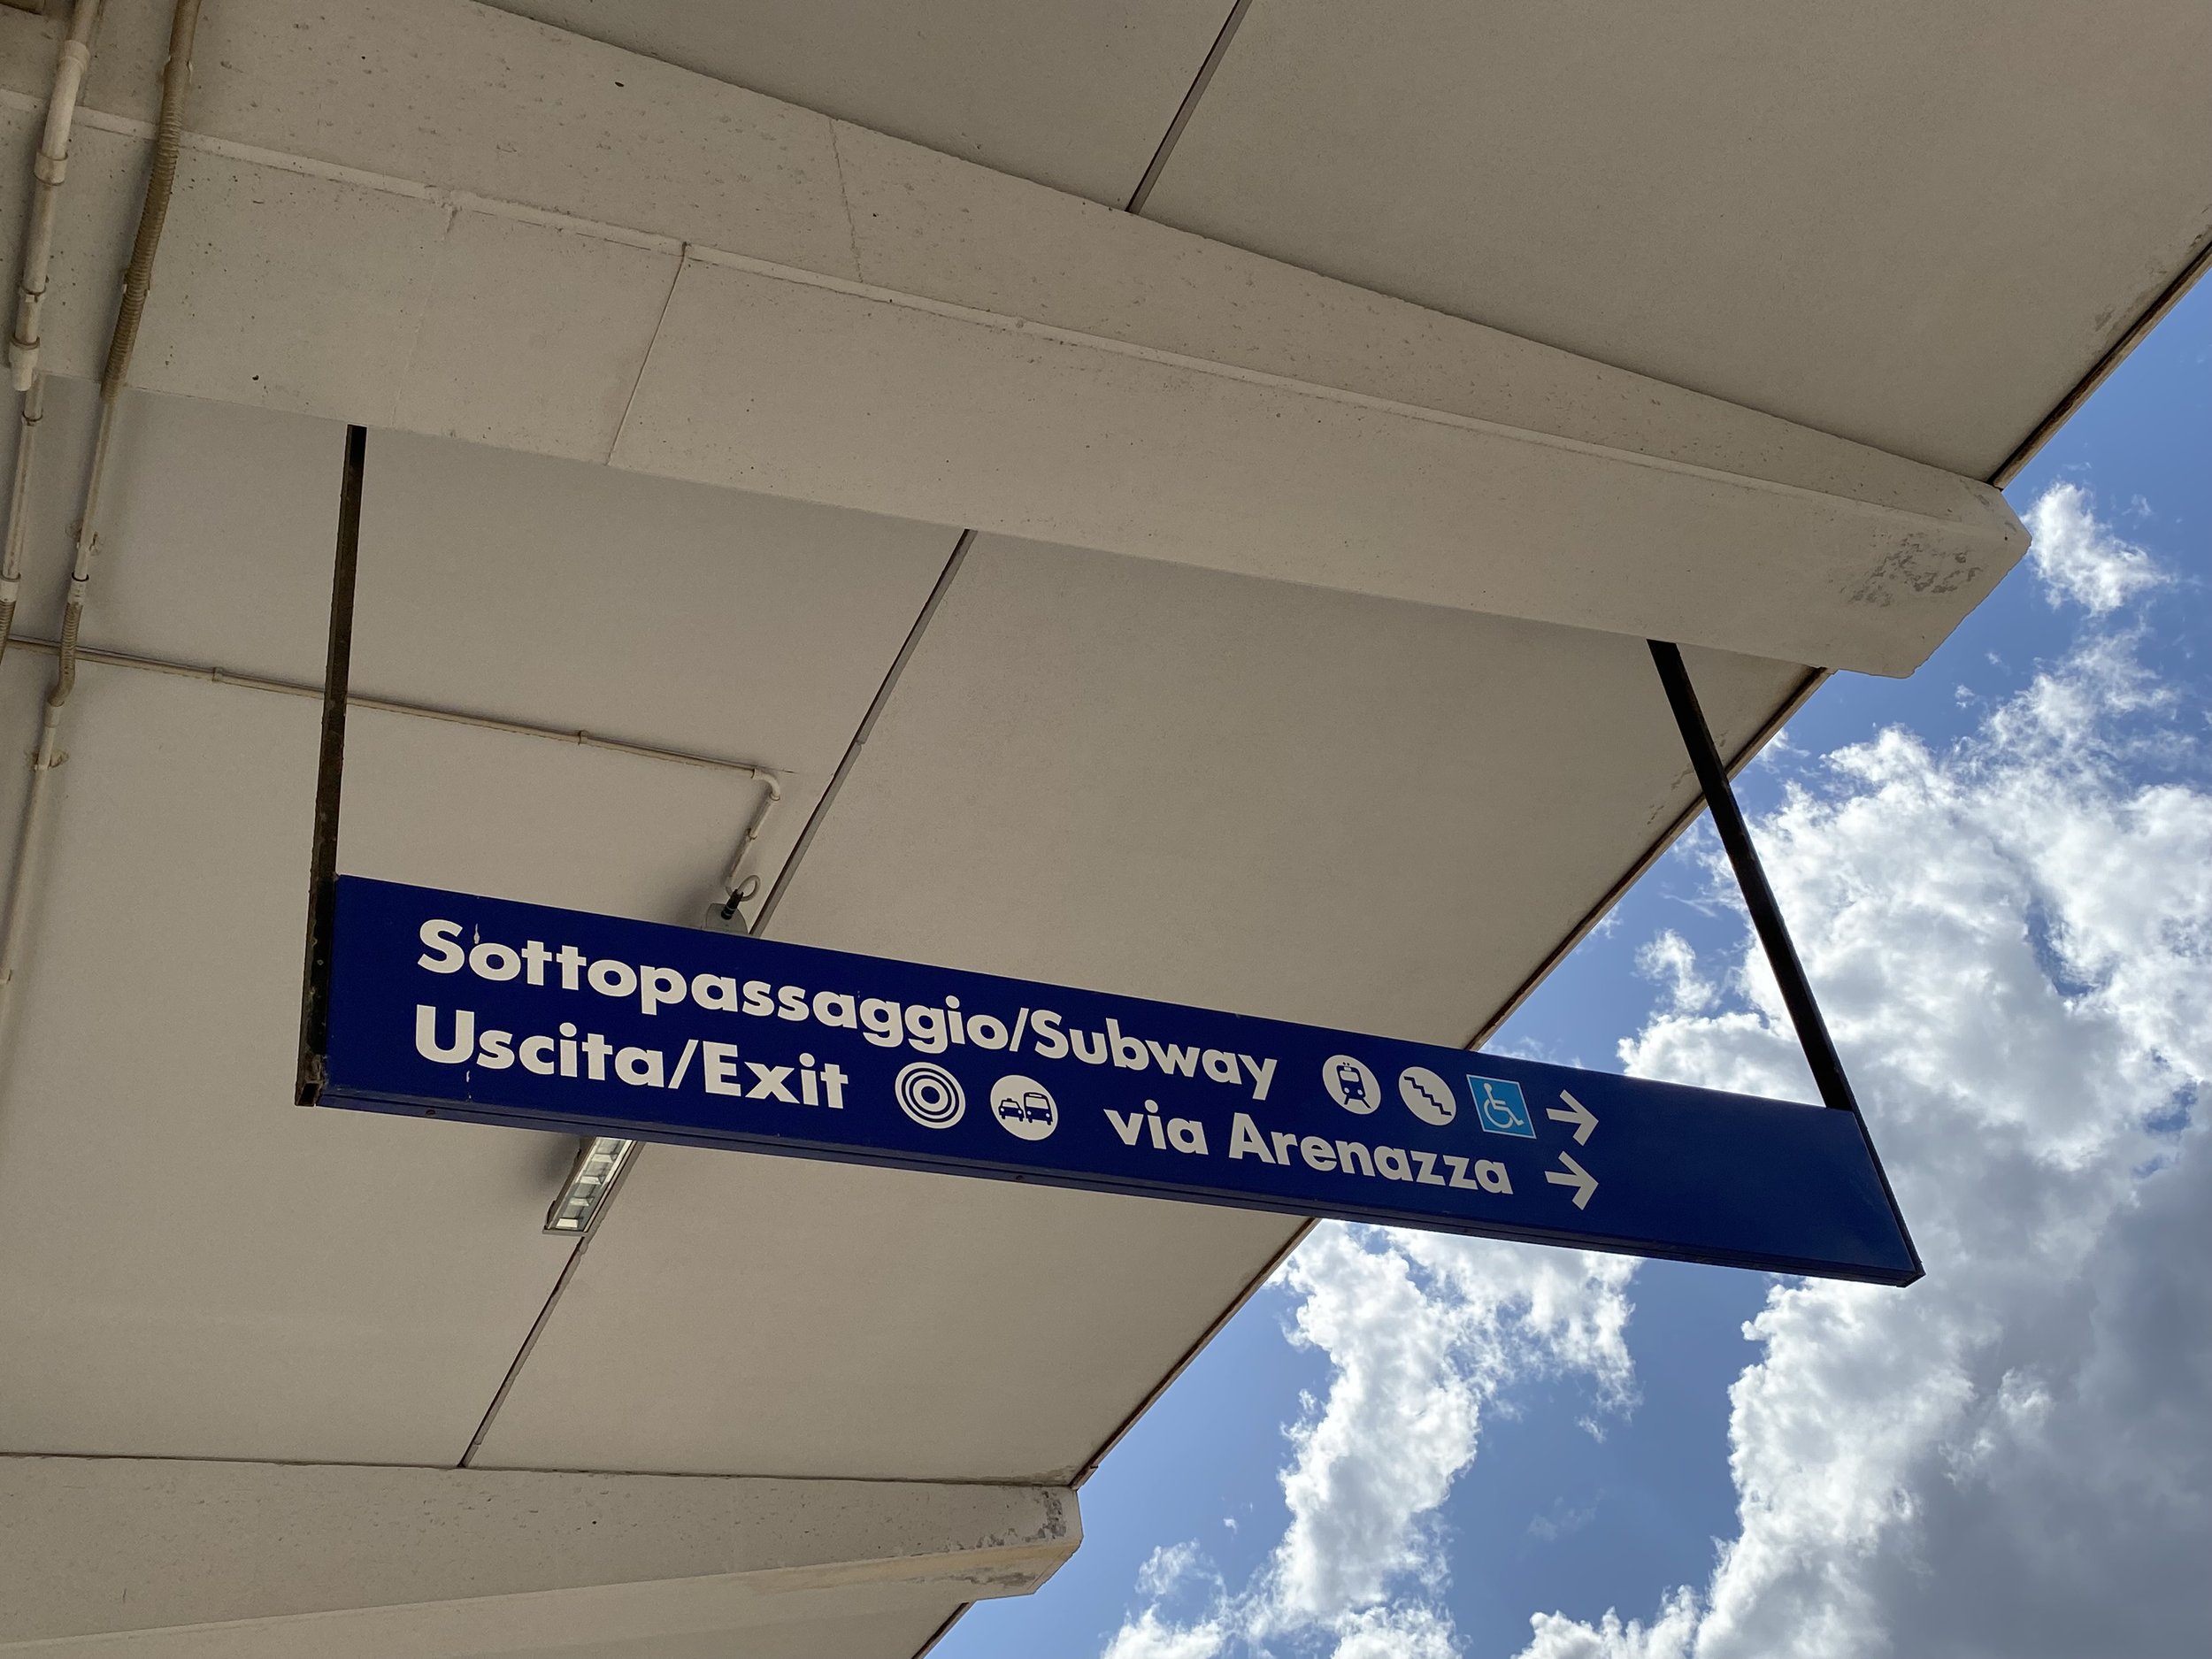 Sottopassaggio/Subway
Uscita/Exit via Arenazza